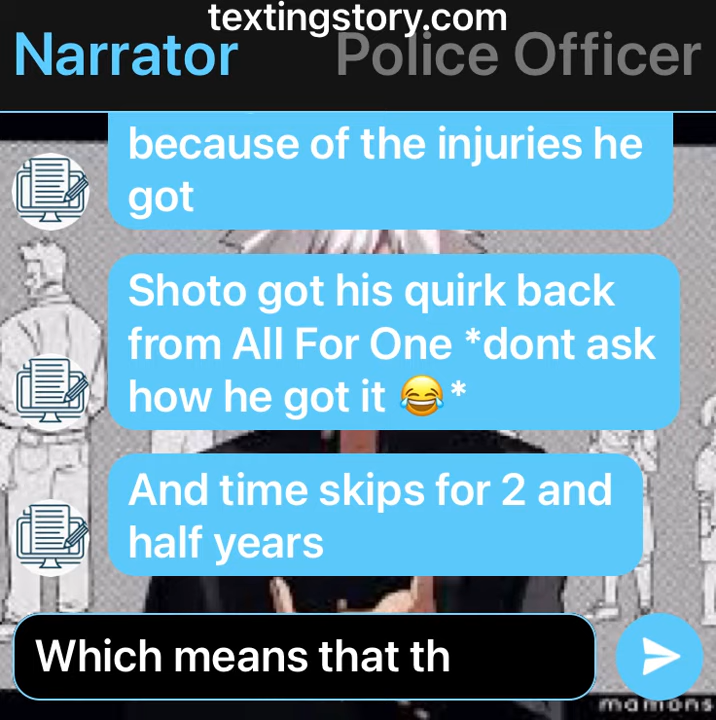 textingstory.com
Narrator Police Officer
because of the injuries he
got
Shoto got his quirk back
from All For One *dont ask
how he got it 😂*
And time skips for 2 and
half years
Which means that th
mamons